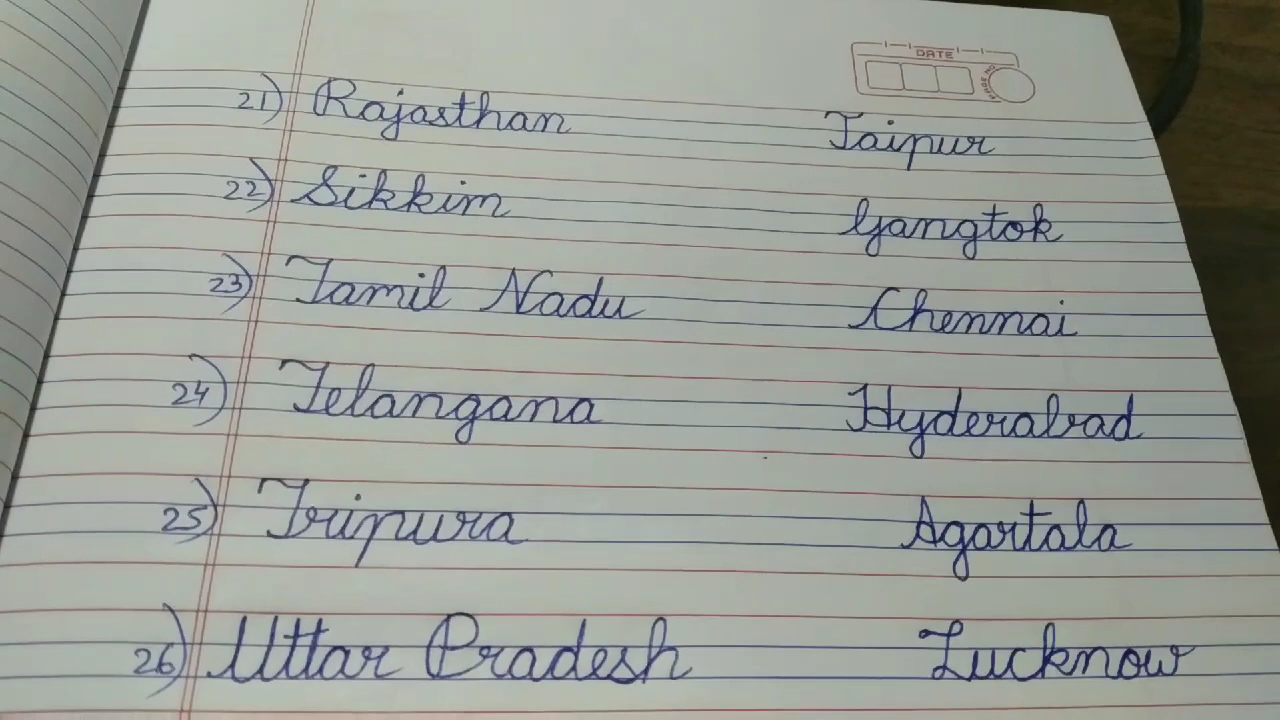 DATE
21) Rajasthan Jaipur
22) Sikkim Gangtok
23) Tamil Nadu Chennai
24) Telangana Hyderabad
25) Tripura Agartala
26) Uttar Pradesh Lucknow